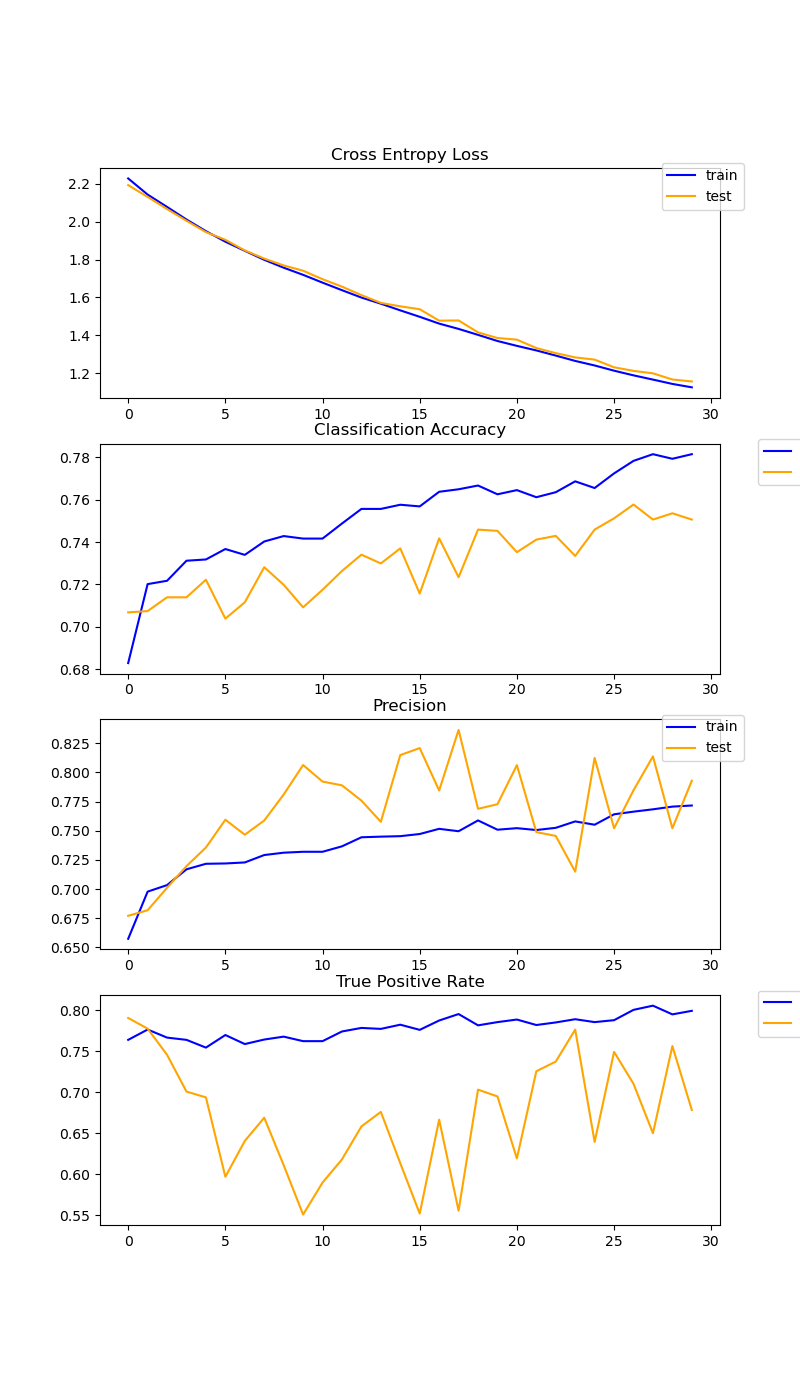 Cross Entropy Loss
train
test
2.2
2.0
1.8
1.6
1.4
1.2
0 5 10 15 20 25 30
Classification Accuracy
0.78
0.76
0.74
0.72
0.70
0.68
0 5 10 15 20 25 30
Precision
train
test
0.825
0.800
0.775
0.750
0.725
0.700
0.675
0.650
0 5 10 15 20 25 30
True Positive Rate
0.80
0.75
0.70
0.65
0.60
0.55
0 5 10 15 20 25 30